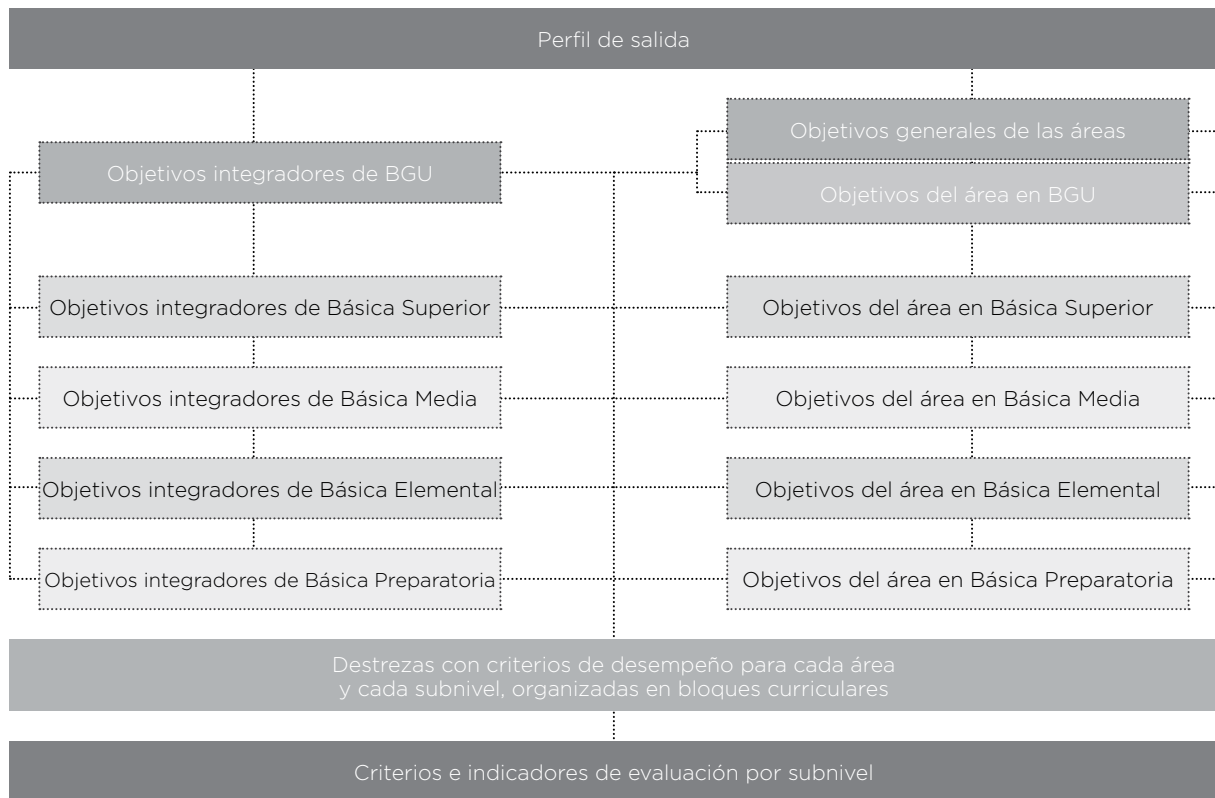 Perfil de salida
Objetivos generales de las áreas
Objetivos integradores de BGU
Objetivos del área en BGU
Objetivos integradores de Básica Superior
Objetivos del área en Básica Superior
Objetivos integradores de Básica Media
Objetivos del área en Básica Media
Objetivos integradores de Básica Elemental
Objetivos del área en Básica Elemental
Objetivos integradores de Básica Preparatoria
Objetivos del área en Básica Preparatoria
Destrezas con criterios de desempeño para cada área
y cada subnivel, organizadas en bloques curriculares
Criterios e indicadores de evaluación por subnivel